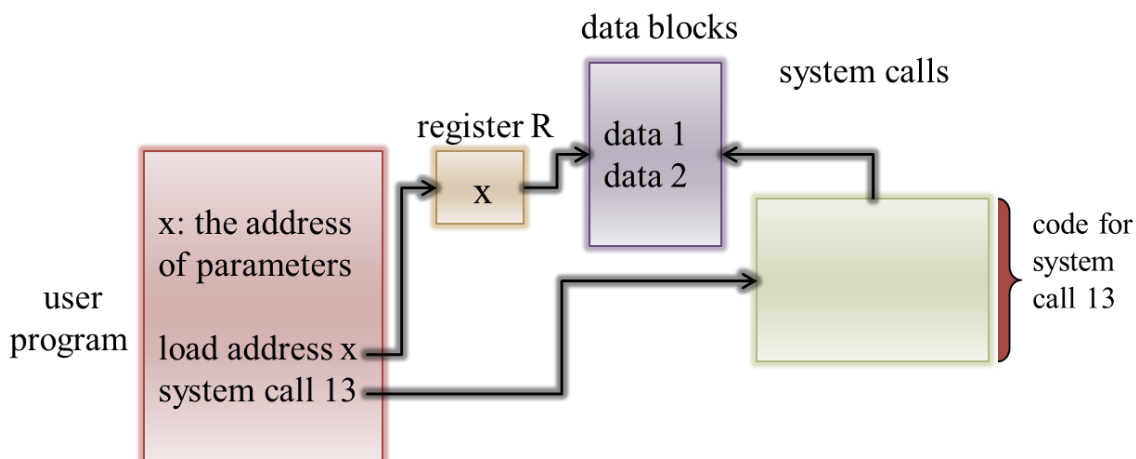 data blocks
system calls
register R
data 1
data 2
x
x: the address
of parameters
code for
system
call 13
user
program
load address x
system call 13